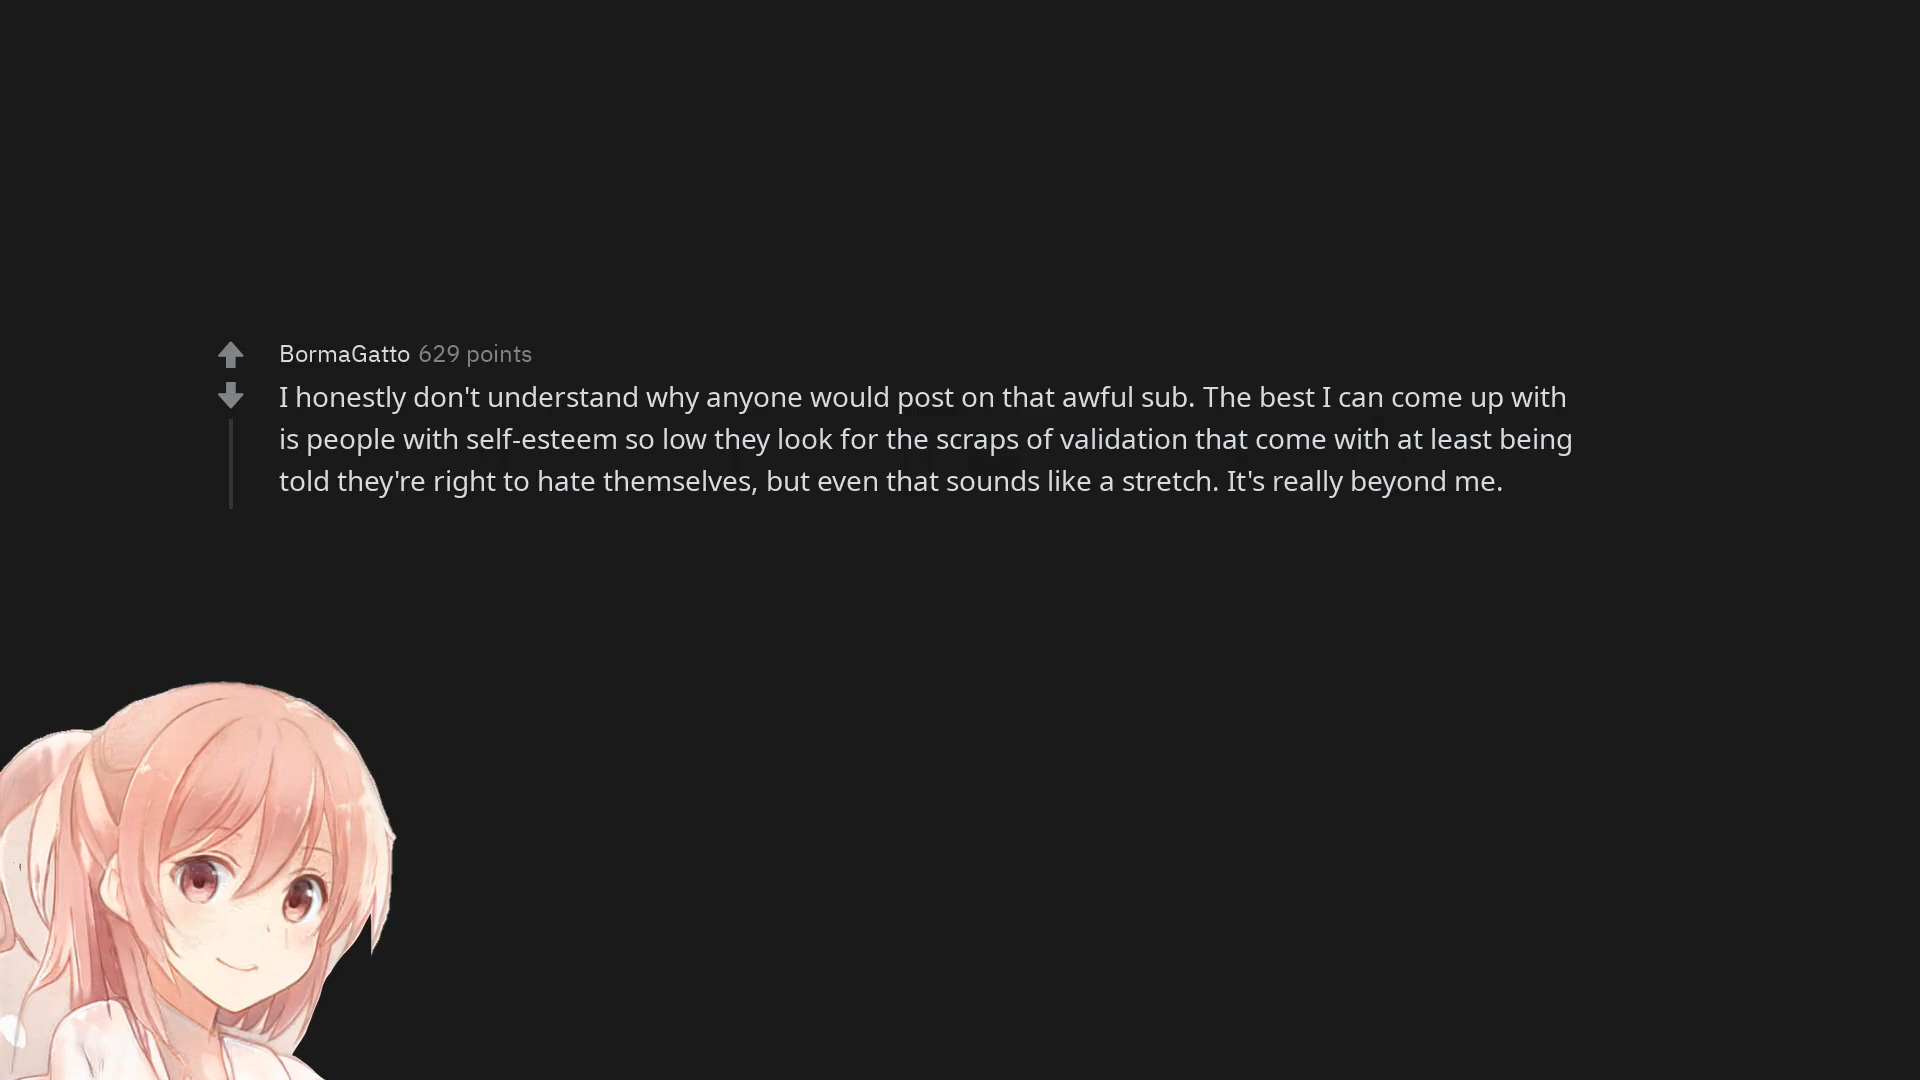 BormaGatto 629 points
I honestly don't understand why anyone would post on that awful sub. The best I can come up with
is people with self-esteem so low they look for the scraps of validation that come with at least being
told they're right to hate themselves, but even that sounds like a stretch. It's really beyond me.